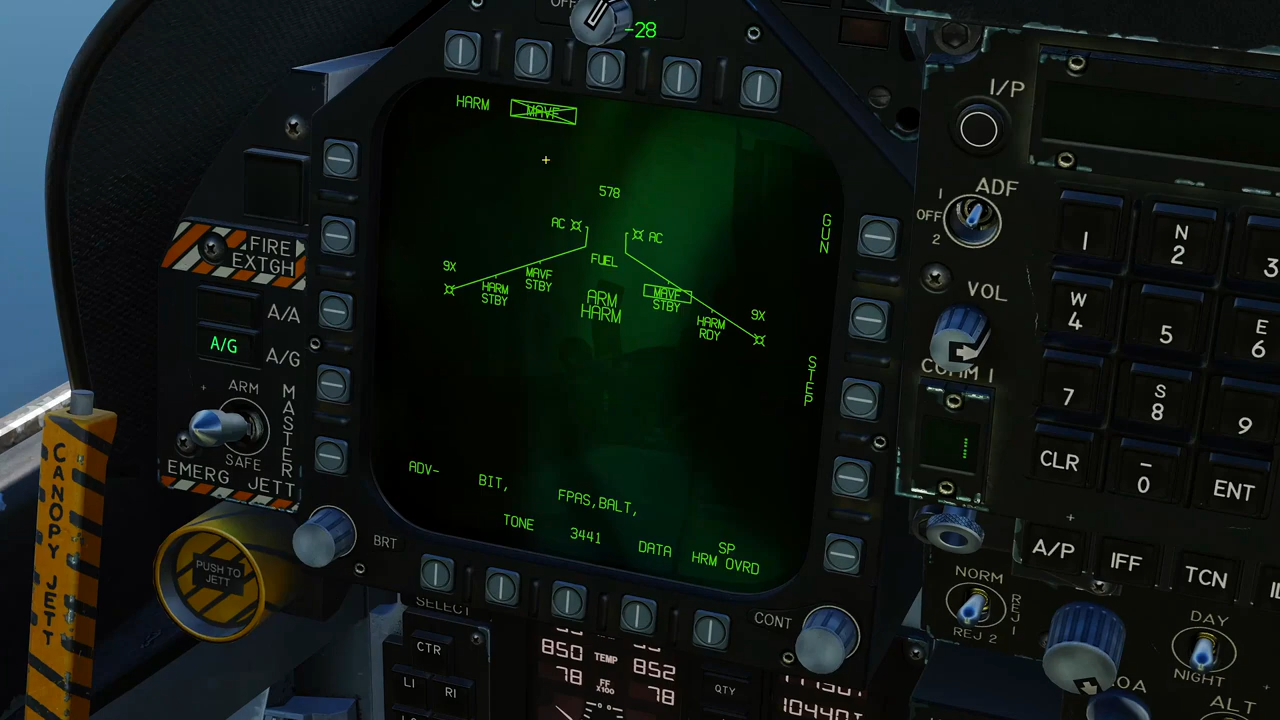 OFF
-28
HARM MAVF
578
AC AC
FUEL
9X
HARM
STBY
MAVF
STBY
ARM
HARM
MAVF
STBY
HARM
RDY
9X
GUN
STEP
ADV-
BIT,
FPAS,BALT,
TONE
3441
DATA
SP
HRM OVRD
FIRE
EXTGH
A/A
A/G
A/G
ARM
SAFE
MASTER
EMERG JETT
CANOPY JETT
PUSH TO
JETT
BRT
CONT
SELECT
CTR
LI
RI
850 TEMP 852
78 FF 78
X100
QTY
I/P
ADF
1
OFF
2
VOL
COMM 1
1
N
2
3
W
4
5
E
6
7
S
8
9
CLR
–
0
ENT
A/P
IFF
TCN
NORM
REJ 1
REJ 2
DAY
NIGHT
ALT